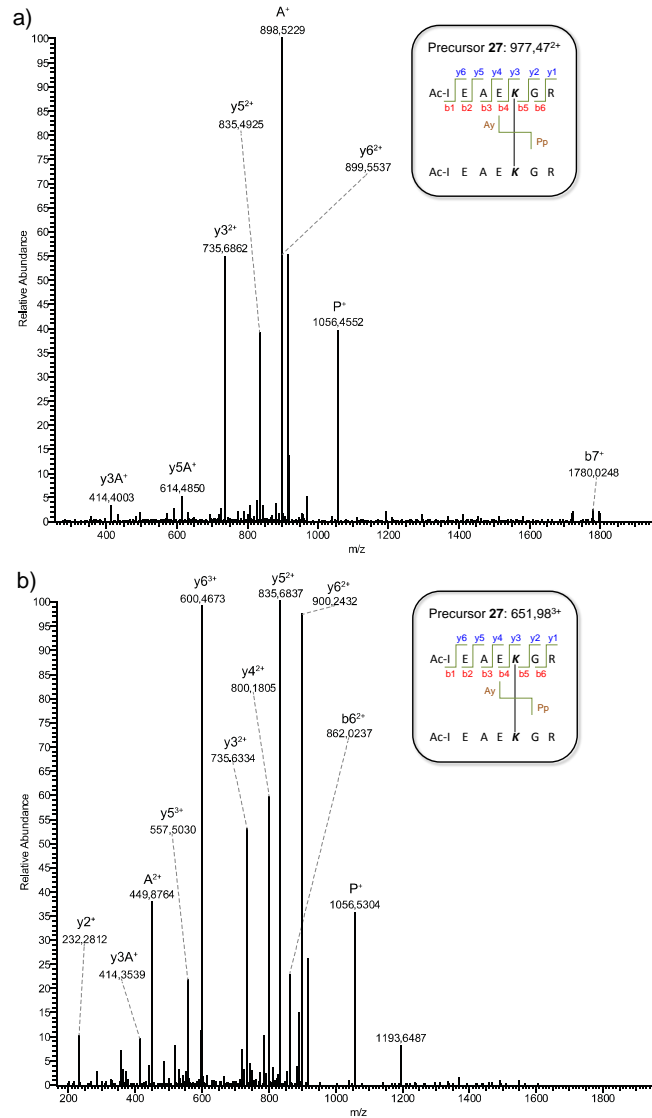 a)
A⁺
898,5229
y5²⁺
835,4925
y6²⁺
899,5537
y3²⁺
735,6862
P⁺
1056,4552
y5A⁺
614,4850
y3A⁺
414,4003
b7⁺
1780,0248
Precursor 27: 977,47²⁺
y6 y5 y4 y3 y2 y1
Ac-I E A E K G R
b1 b2 b3 b4 b5 b6
Ay
Pp
Ac-I E A E K G R
Relative Abundance
100
95
90
85
80
75
70
65
60
55
50
45
40
35
30
25
20
15
10
5
0
400 600 800 1000 1200 1400 1600 1800
m/z
b)
y6³⁺
600,4673
y5²⁺
835,6837
y6²⁺
900,2432
y4²⁺
800,1805
y3²⁺
735,6334
b6²⁺
862,0237
y5³⁺
557,5030
A²⁺
449,8764
P⁺
1056,5304
y2⁺
232,2812
y3A⁺
414,3539
1193,6487
Precursor 27: 651,98³⁺
y6 y5 y4 y3 y2 y1
Ac-I E A E K G R
b1 b2 b3 b4 b5 b6
Ay
Pp
Ac-I E A E K G R
Relative Abundance
100
95
90
85
80
75
70
65
60
55
50
45
40
35
30
25
20
15
10
5
0
200 400 600 800 1000 1200 1400 1600 1800
m/z